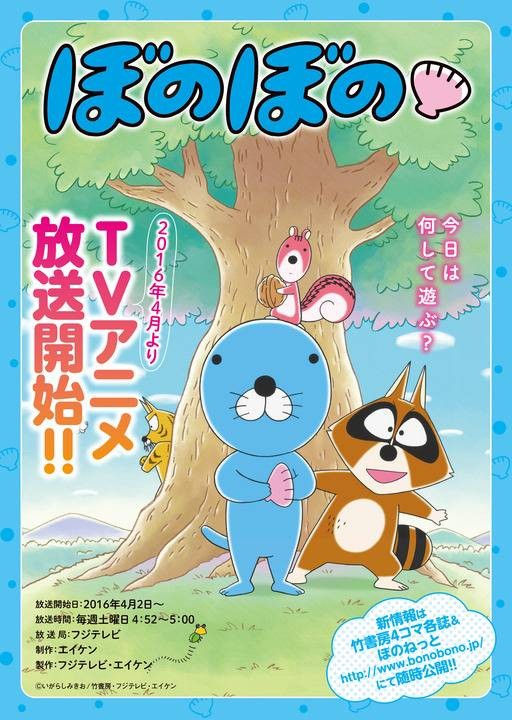 ぼのぼの
今日は
何して遊ぶ？
2016年4月より
TVアニメ
放送開始!!
放送開始日：2016年4月2日～
放送時間：毎週土曜日 4:52～5:00
放 送 局：フジテレビ
制作：エイケン
製作：フジテレビ・エイケン
©いがらしみきお/竹書房・フジテレビ・エイケン
新情報は
竹書房4コマ各誌&
ぼのねっと
http://www.bonobono.jp/
にて随時公開!!